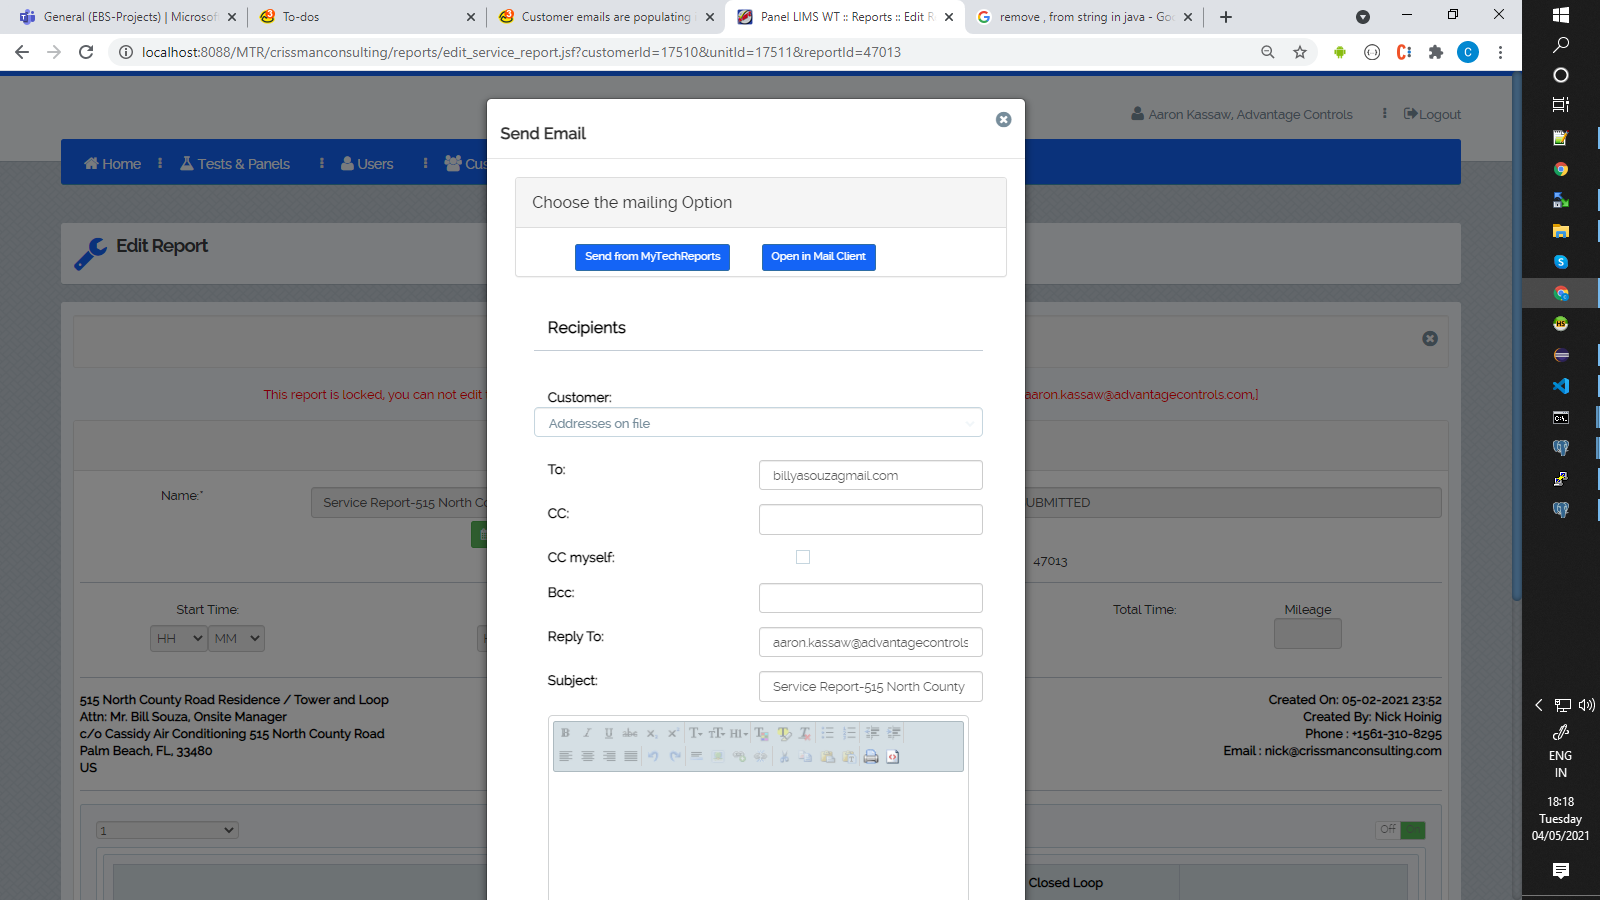 General (EBS-Projects) | Microsof
To-dos
Customer emails are populating
Panel LIMS WT :: Reports :: Edit R
remove , from string in java - Goo
localhost:8088/MTR/crissmanconsulting/reports/edit_service_report.jsf?customerId=17510&unitId=17511&reportId=47013
C
Aaron Kassaw, Advantage Controls
Logout
Home
Tests & Panels
Users
Cus
Edit Report
Send Email
Choose the mailing Option
Send from MyTechReports
Open in Mail Client
Recipients
This report is locked, you can not edit
aaron.kassaw@advantagecontrols.com,]
Customer:
Addresses on file
To:
billyasouzagmail.com
Name:*
Service Report-515 North Co
UBMITTED
CC:
CC myself:
47013
Bcc:
Start Time:
Total Time:
Mileage
HH
MM
Reply To:
aaron.kassaw@advantagecontrols
Subject:
Service Report-515 North County
515 North County Road Residence / Tower and Loop
Attn: Mr. Bill Souza, Onsite Manager
c/o Cassidy Air Conditioning 515 North County Road
Palm Beach, FL, 33480
US
Created On: 05-02-2021 23:52
Created By: Nick Hoinig
Phone : +1561-310-8295
Email : nick@crissmanconsulting.com
1
Off
Closed Loop
ENG
IN
18:18
Tuesday
04/05/2021